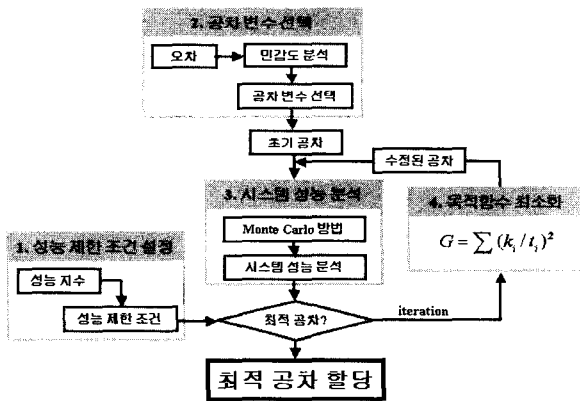 2. 공차 변수 선택
오차
민감도 분석
공차 변수 선택
초기 공차
수정된 공차
3. 시스템 성능 분석
Monte Carlo 방법
시스템 성능 분석
4. 목적함수 최소화
G = ∑ (k_i / t_i)²
1. 성능 제한 조건 설정
성능 지수
성능 제한 조건
최적 공차?
iteration
최적 공차 할당